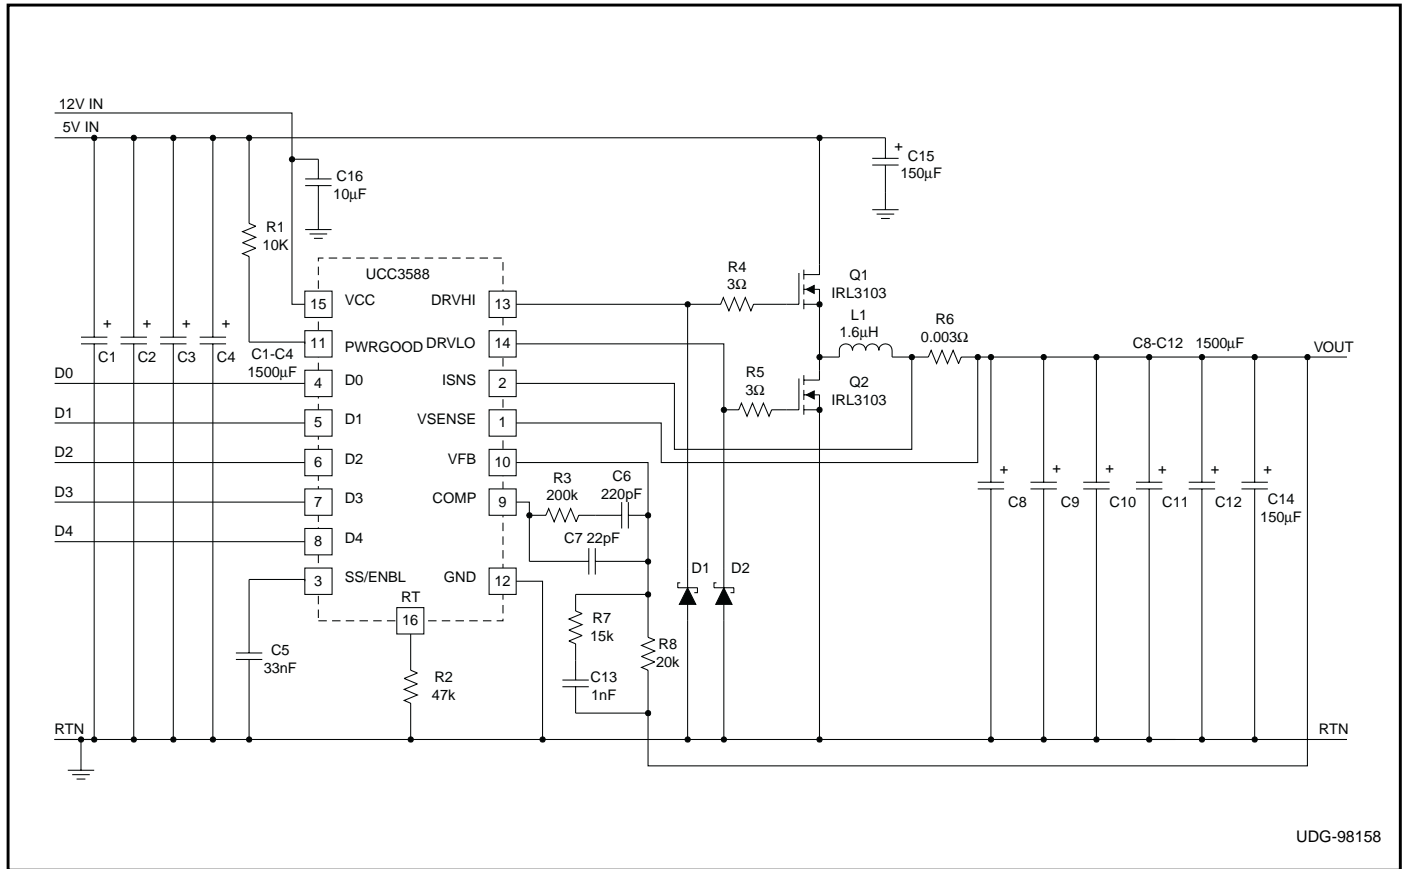 12V IN
5V IN
C16
10µF
C15
150µF
R1
10K
UCC3588
15
VCC
DRVHI
13
R4
3Ω
Q1
IRL3103
L1
1.6µH
R6
0.003Ω
+
C1
+
C2
+
C3
+
C4
C1-C4
1500µF
11
PWRGOOD
DRVLO
14
C8-C12 1500µF
VOUT
D0
4
D0
ISNS
2
R5
3Ω
Q2
IRL3103
D1
5
D1
VSENSE
1
D2
6
D2
VFB
10
D3
7
D3
COMP
9
R3
200k
C6
220pF
+
C8
+
C9
+
C10
+
C11
+
C12
+
C14
150µF
D4
8
D4
C7 22pF
3
SS/ENBL
GND
12
D1
D2
RT
16
R7
15k
R8
20k
C5
33nF
R2
47k
C13
1nF
RTN
RTN
+
UDG-98158